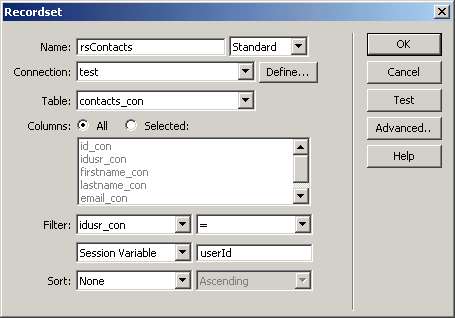 Recordset
Name: rsContacts Standard OK
Connection: test Define... Cancel
Table: contacts_con Test
Columns: All Selected: Advanced..
id_con
idusr_con Help
firstname_con
lastname_con
email_con
Filter: idusr_con =
Session Variable userId
Sort: None Ascending